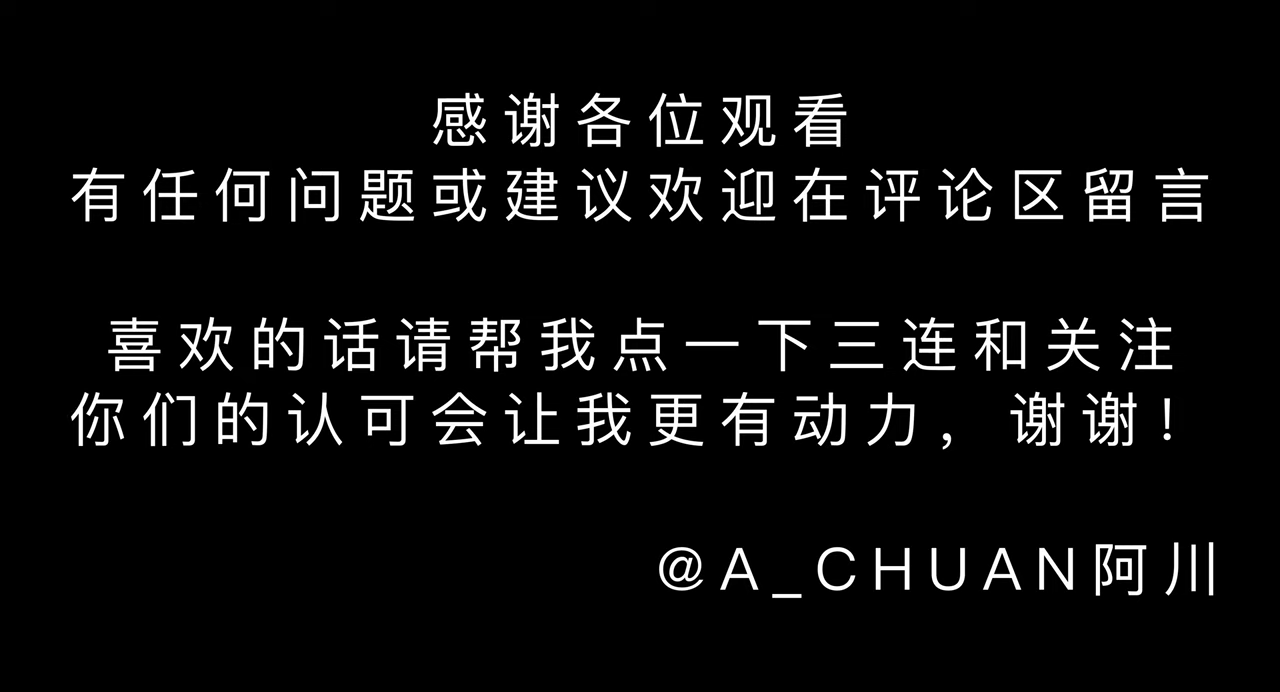 感谢各位观看
有任何问题或建议欢迎在评论区留言
喜欢的话请帮我点一下三连和关注
你们的认可会让我更有动力，谢谢！
@A_CHUAN阿川